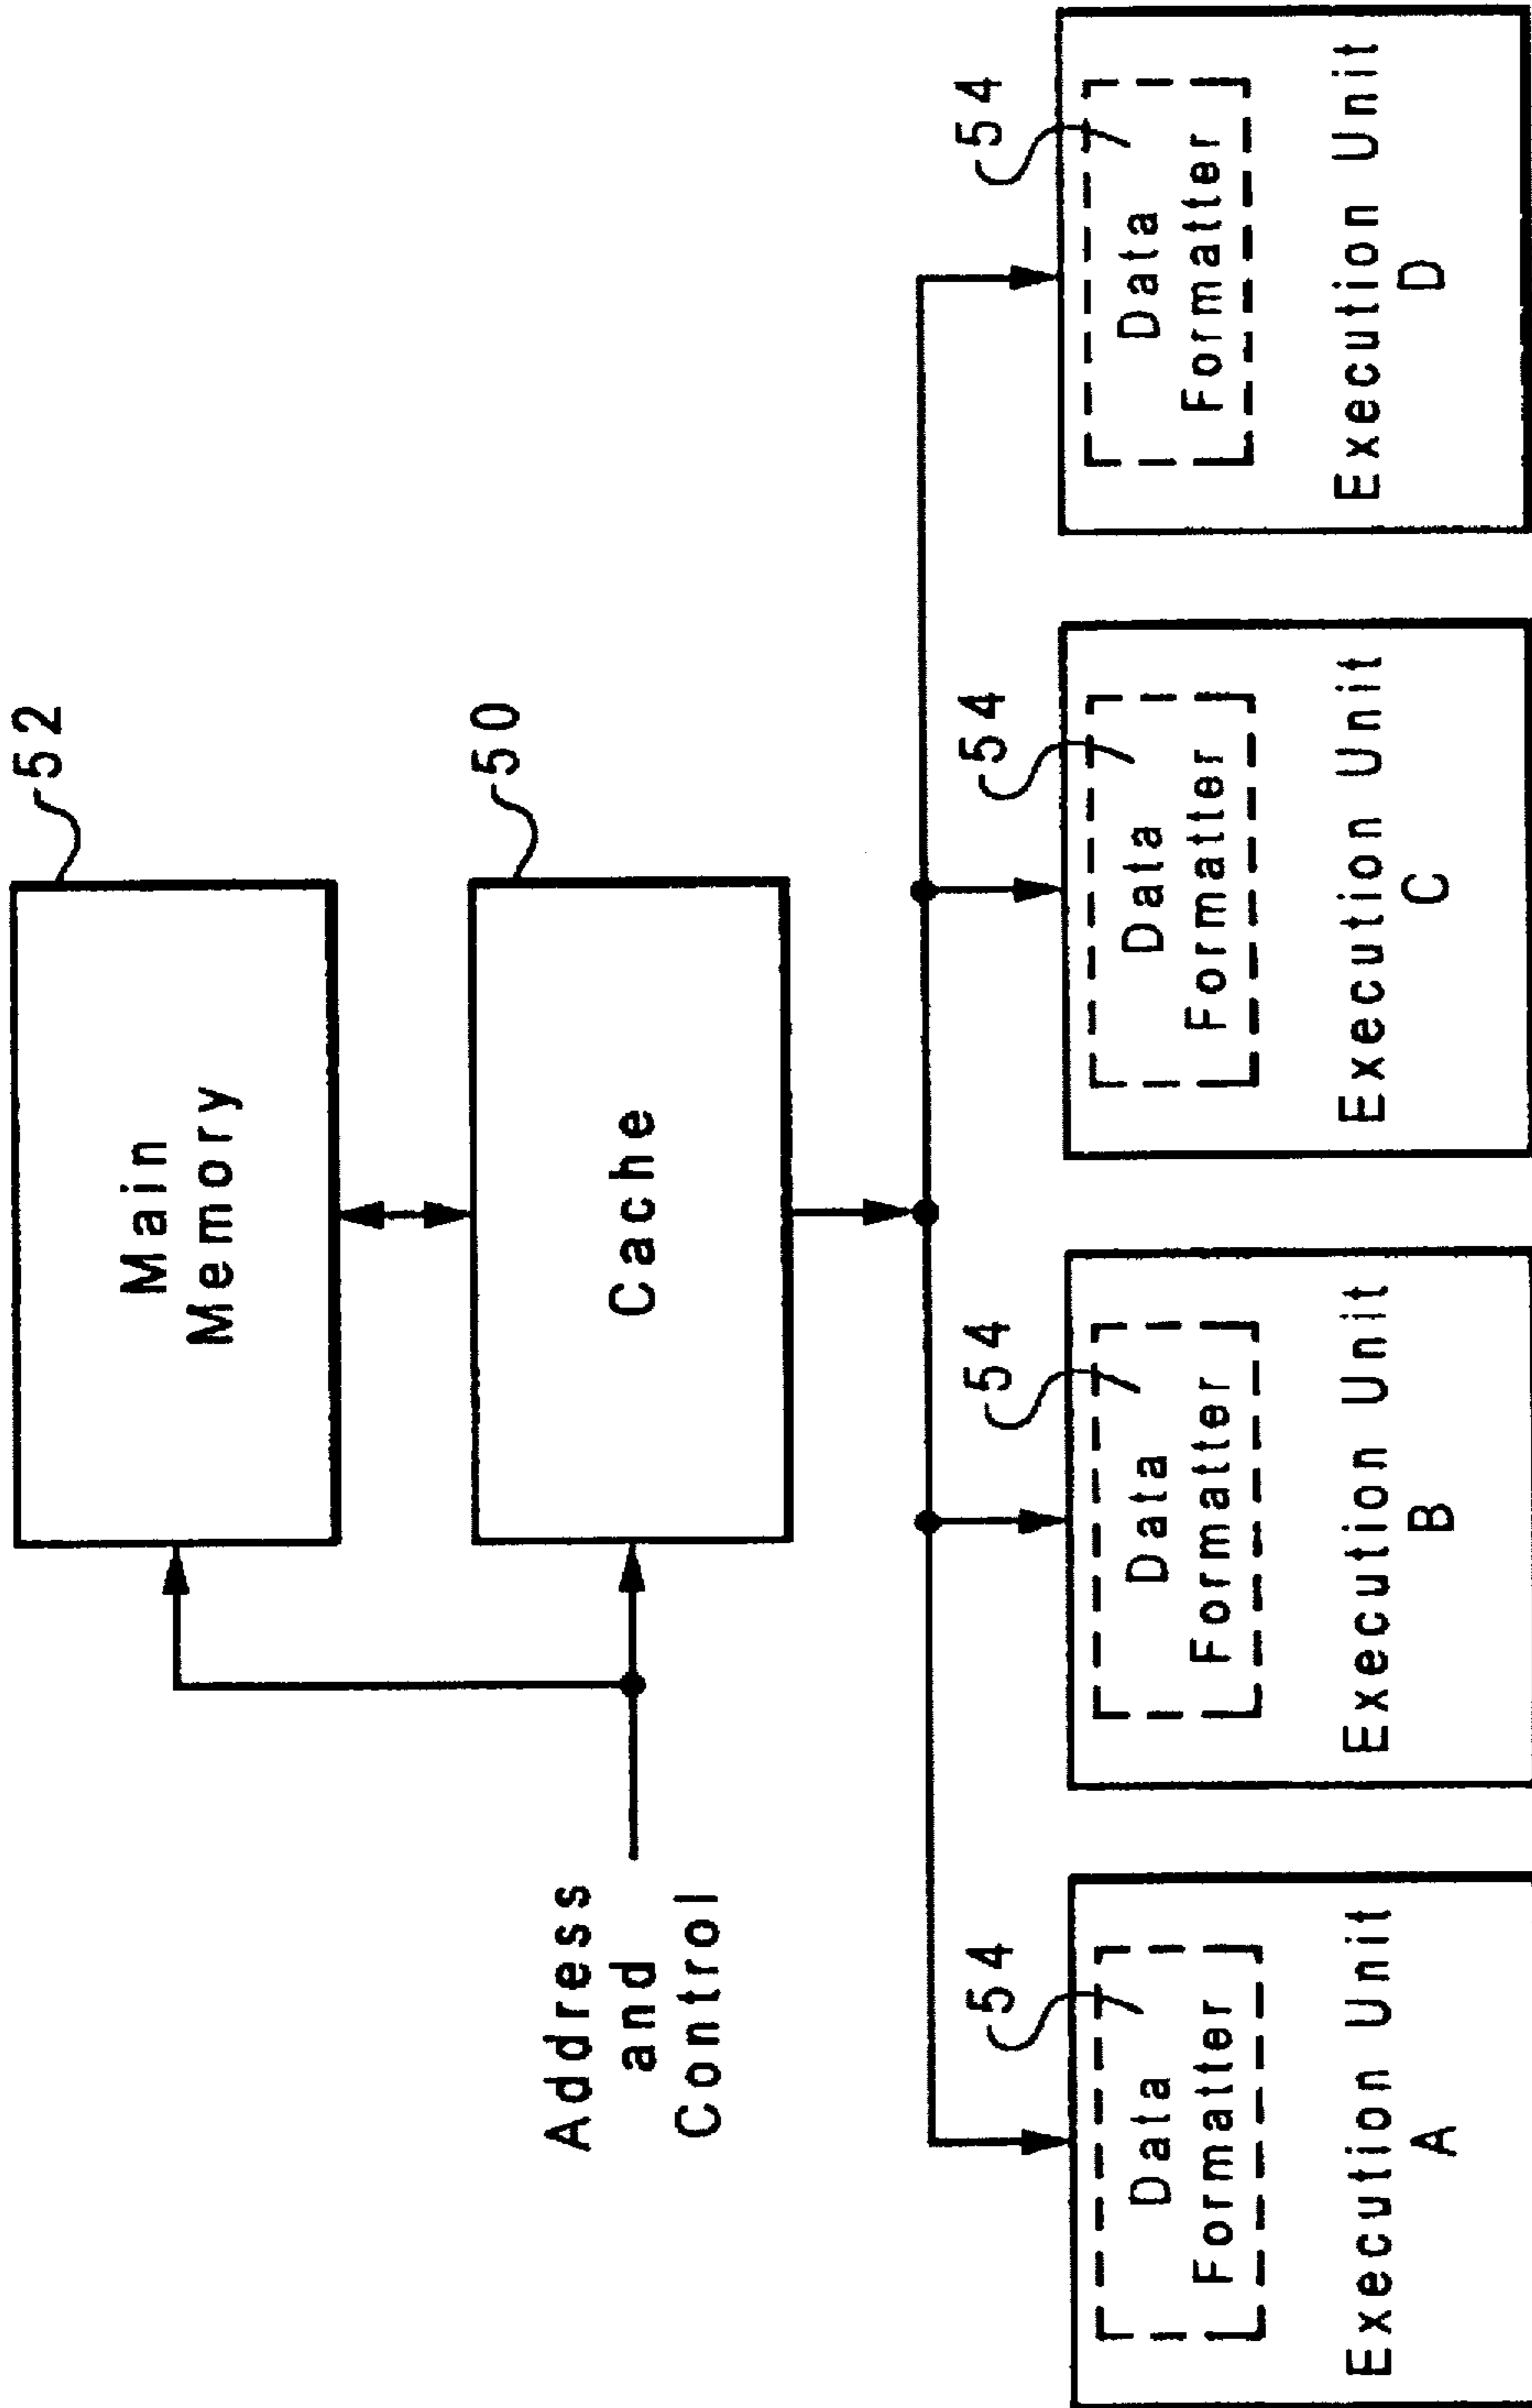 52
Main
Memory
50
Cache
Address
and
Control
54
Data
Formatter
Execution Unit
A
54
Data
Formatter
Execution Unit
B
54
Data
Formatter
Execution Unit
C
54
Data
Formatter
Execution Unit
D